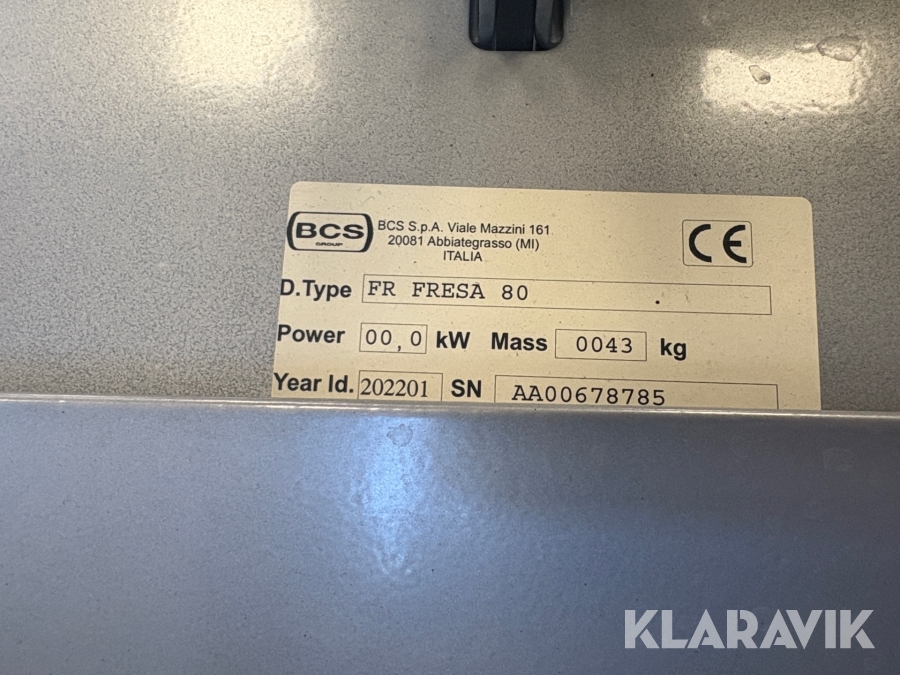 BCS
GROUP
BCS S.p.A. Viale Mazzini 161
20081 Abbiategrasso (MI)
ITALIA
CE
D.Type FR FRESA 80
Power 00,0 kW Mass 0043 kg
Year Id. 202201 SN AA00678785
KLARAVIK